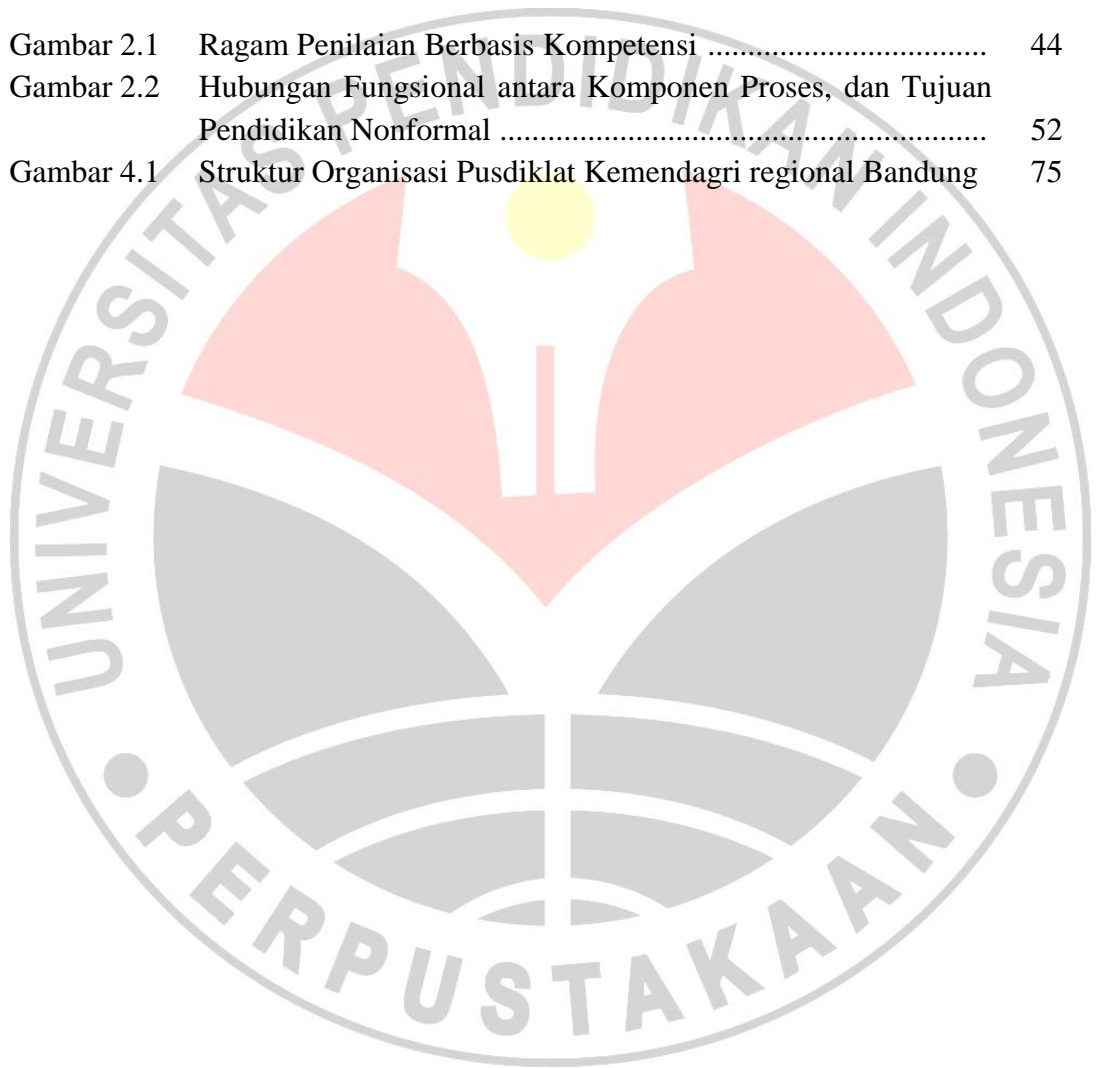 Gambar 2.1 Ragam Penilaian Berbasis Kompetensi .................................. 44
Gambar 2.2 Hubungan Fungsional antara Komponen Proses, dan Tujuan
Pendidikan Nonformal ........................................................... 52
Gambar 4.1 Struktur Organisasi Pusdiklat Kemendagri regional Bandung 75
UNIVERSITAS PENDIDIKAN INDONESIA
PERPUSTAKAAN